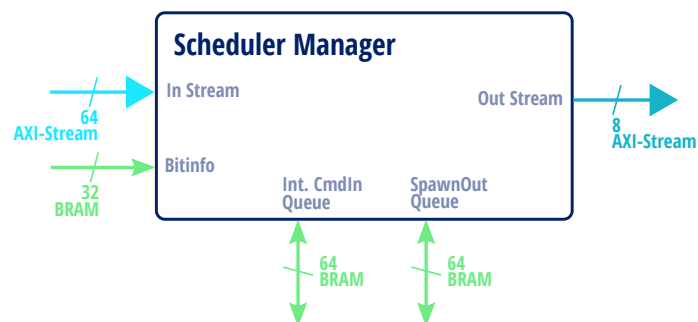 Scheduler Manager
In Stream
64
AXI-Stream
Out Stream
8
AXI-Stream
Bitinfo
32
BRAM
Int. CmdIn
Queue
SpawnOut
Queue
64
BRAM
64
BRAM